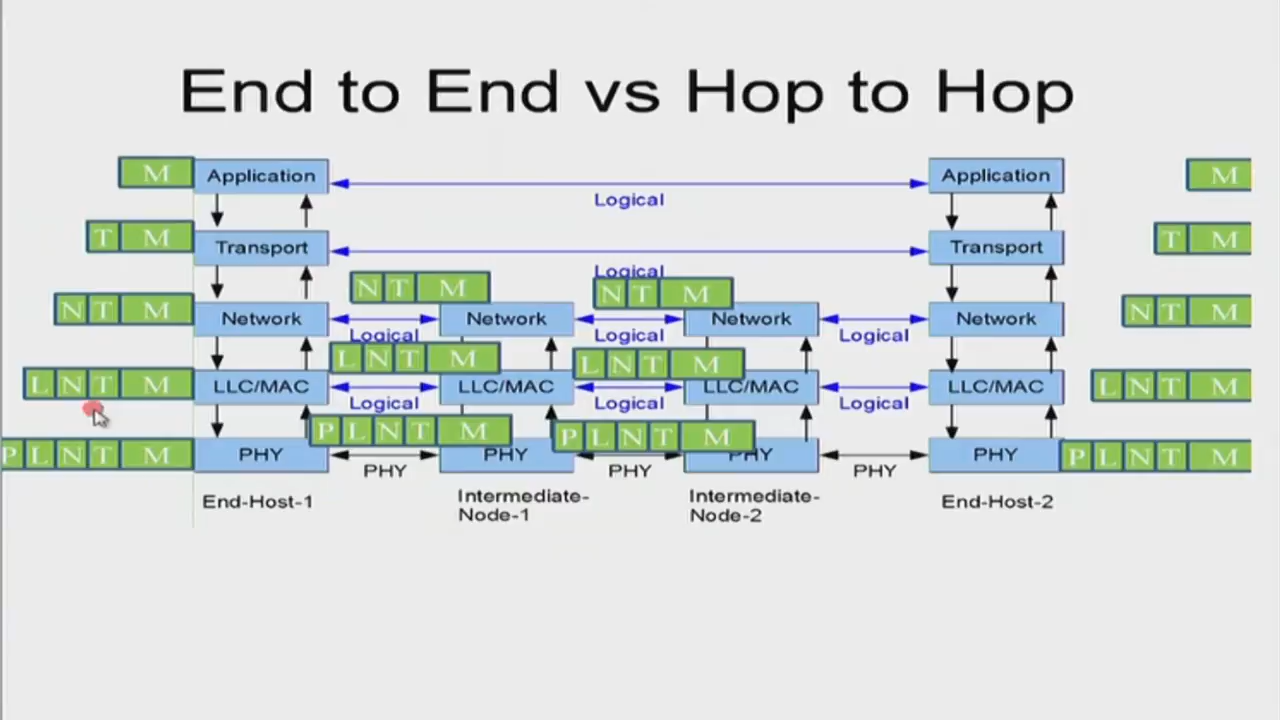 End to End vs Hop to Hop
M Application Logical Application M
T M Transport Logical Transport T M
N T M N T M
N T M Network Logical Network Logical Network Logical Network N T M
L N T M L N T M
L N T M LLC/MAC Logical LLC/MAC Logical LLC/MAC Logical LLC/MAC L N T M
P L N T M P L N T M
P L N T M PHY PHY PHY PHY PHY PHY PHY P L N T M
End-Host-1 Intermediate-Node-1 Intermediate-Node-2 End-Host-2